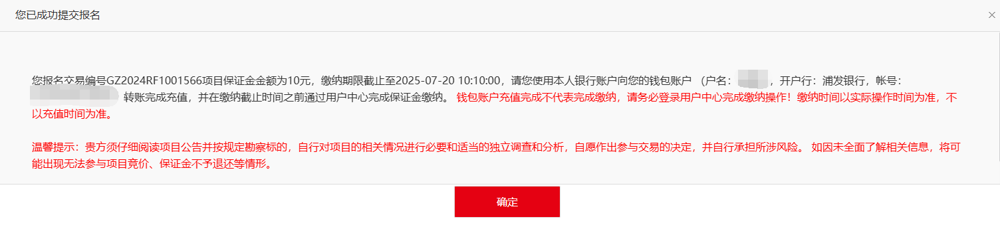 您已成功提交报名
×
您报名交易编号GZ2024RF1001566项目保证金金额为10元，缴纳期限截止至2025-07-20 10:10:00，请您使用本人银行账户向您的钱包账户 （户名： ，开户行：浦发银行，帐号：
转账完成充值，并在缴纳截止时间之前通过用户中心完成保证金缴纳。 钱包账户充值完成不代表完成缴纳，请务必登录用户中心完成缴纳操作！缴纳时间以实际操作时间为准，不
以充值时间为准。
温馨提示：贵方须仔细阅读项目公告并按规定勘察标的，自行对项目的相关情况进行必要和适当的独立调查和分析，自愿作出参与交易的决定，并自行承担所涉风险。 如因未全面了解相关信息，将可
能出现无法参与项目竞价、保证金不予退还等情形。
确定